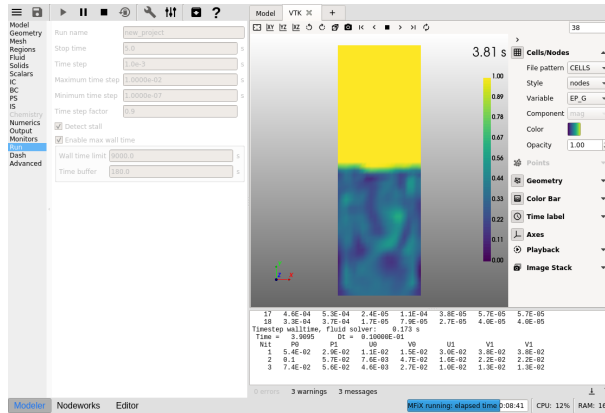 Model
Geometry
Mesh
Regions
Fluid
Solids
Scalars
IC
BC
PS
IS
Chemistry
Numerics
Output
Monitors
Run
Dash
Advanced
Run name new_project
Stop time 5.0 s
Time step 1.0e-3 s
Maximum time step 1.0000e-02 s
Minimum time step 1.0000e-07 s
Time step factor 0.9
Detect stall
Enable max wall time
Wall time limit 9000.0 s
Time buffer 180.0 s
Model VTK +
XY
38
3.81 s
1.00
0.89
0.78
0.67
0.56
0.44
0.33
0.22
0.11
0.00
Y
X
Cells/Nodes
File pattern CELLS
Style nodes
Variable EP_G
Component mag
Color
Opacity 1.00
Points
Geometry
Color Bar
Time label
Axes
Playback
Image Stack
17 4.6E-04 5.3E-04 2.4E-05 1.1E-04 3.8E-05 5.7E-05 5.7E-05
18 3.3E-04 3.7E-04 1.7E-05 7.9E-05 2.7E-05 4.0E-05 4.0E-05
Timestep walltime, fluid solver: 0.173 s
Time = 3.9095 Dt = 0.10000E-01
Nit P0 P1 U0 V0 U1 V1 V1
1 5.4E-02 2.9E-02 1.1E-02 1.5E-02 3.0E-02 3.8E-02 3.8E-02
2 0.1 5.7E-02 7.6E-03 4.7E-02 1.6E-02 2.2E-02 2.2E-02
3 7.4E-02 5.6E-02 4.6E-03 2.7E-02 1.0E-02 1.3E-02 1.3E-02
0 errors 3 warnings 3 messages
Modeler Nodeworks Editor
MFiX running: elapsed time 0:08:41 CPU: 12% RAM: 16